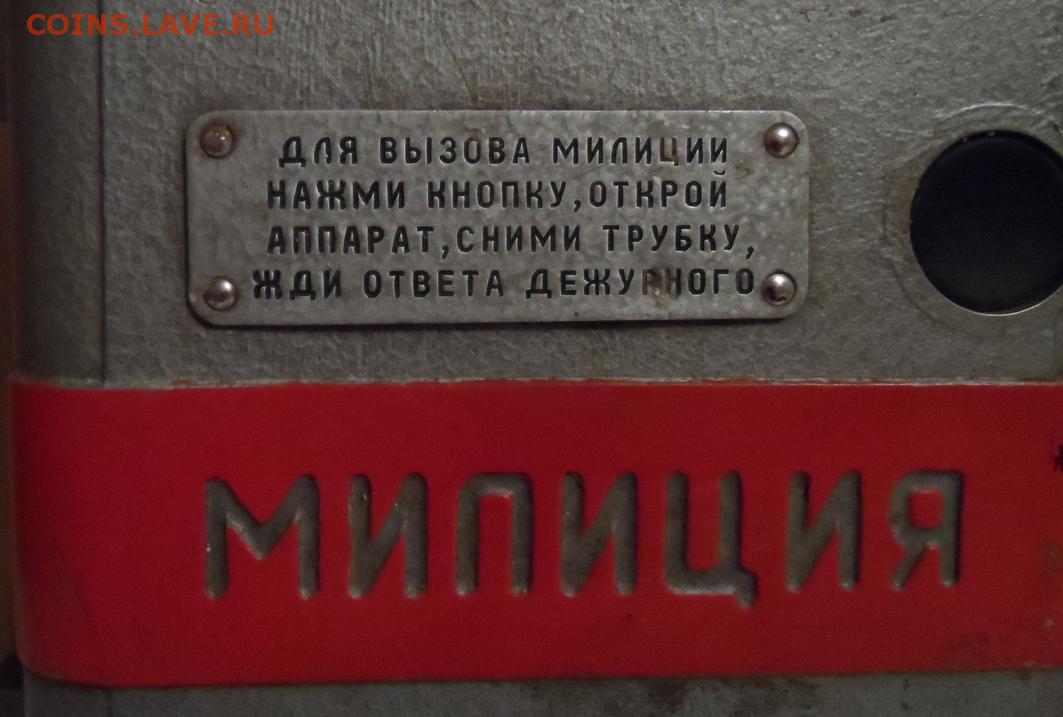 COINS.LAVE.RU
ДЛЯ ВЫЗОВА МИЛИЦИИ
НАЖМИ КНОПКУ, ОТКРОЙ
АППАРАТ, СНИМИ ТРУБКУ,
ЖДИ ОТВЕТА ДЕЖУРНОГО
МИЛИЦИЯ